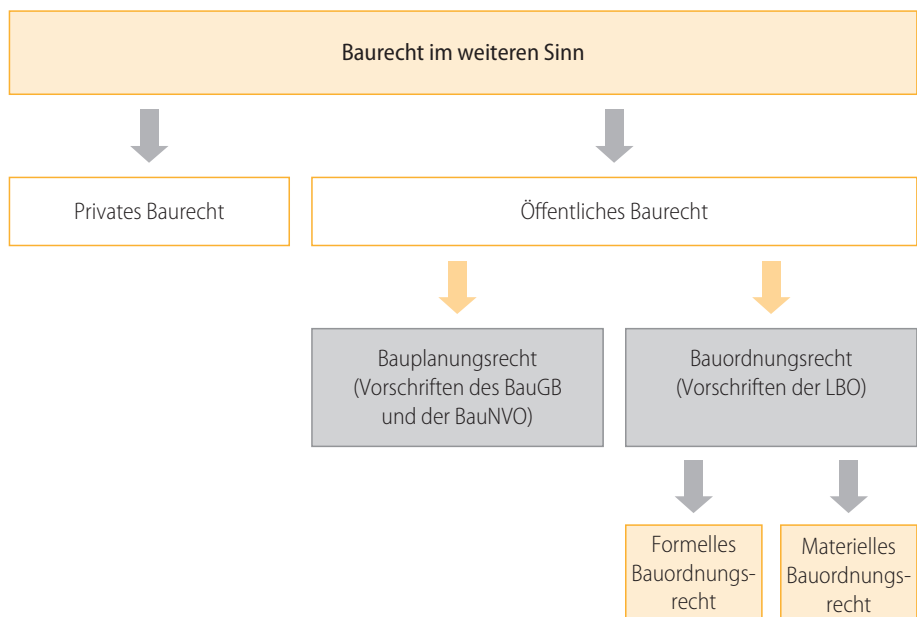 Baurecht im weiteren Sinn
Privates Baurecht
Öffentliches Baurecht
Bauplanungsrecht
(Vorschriften des BauGB
und der BauNVO)
Bauordnungsrecht
(Vorschriften der LBO)
Formelles
Bauordnungs-
recht
Materielles
Bauordnungs-
recht